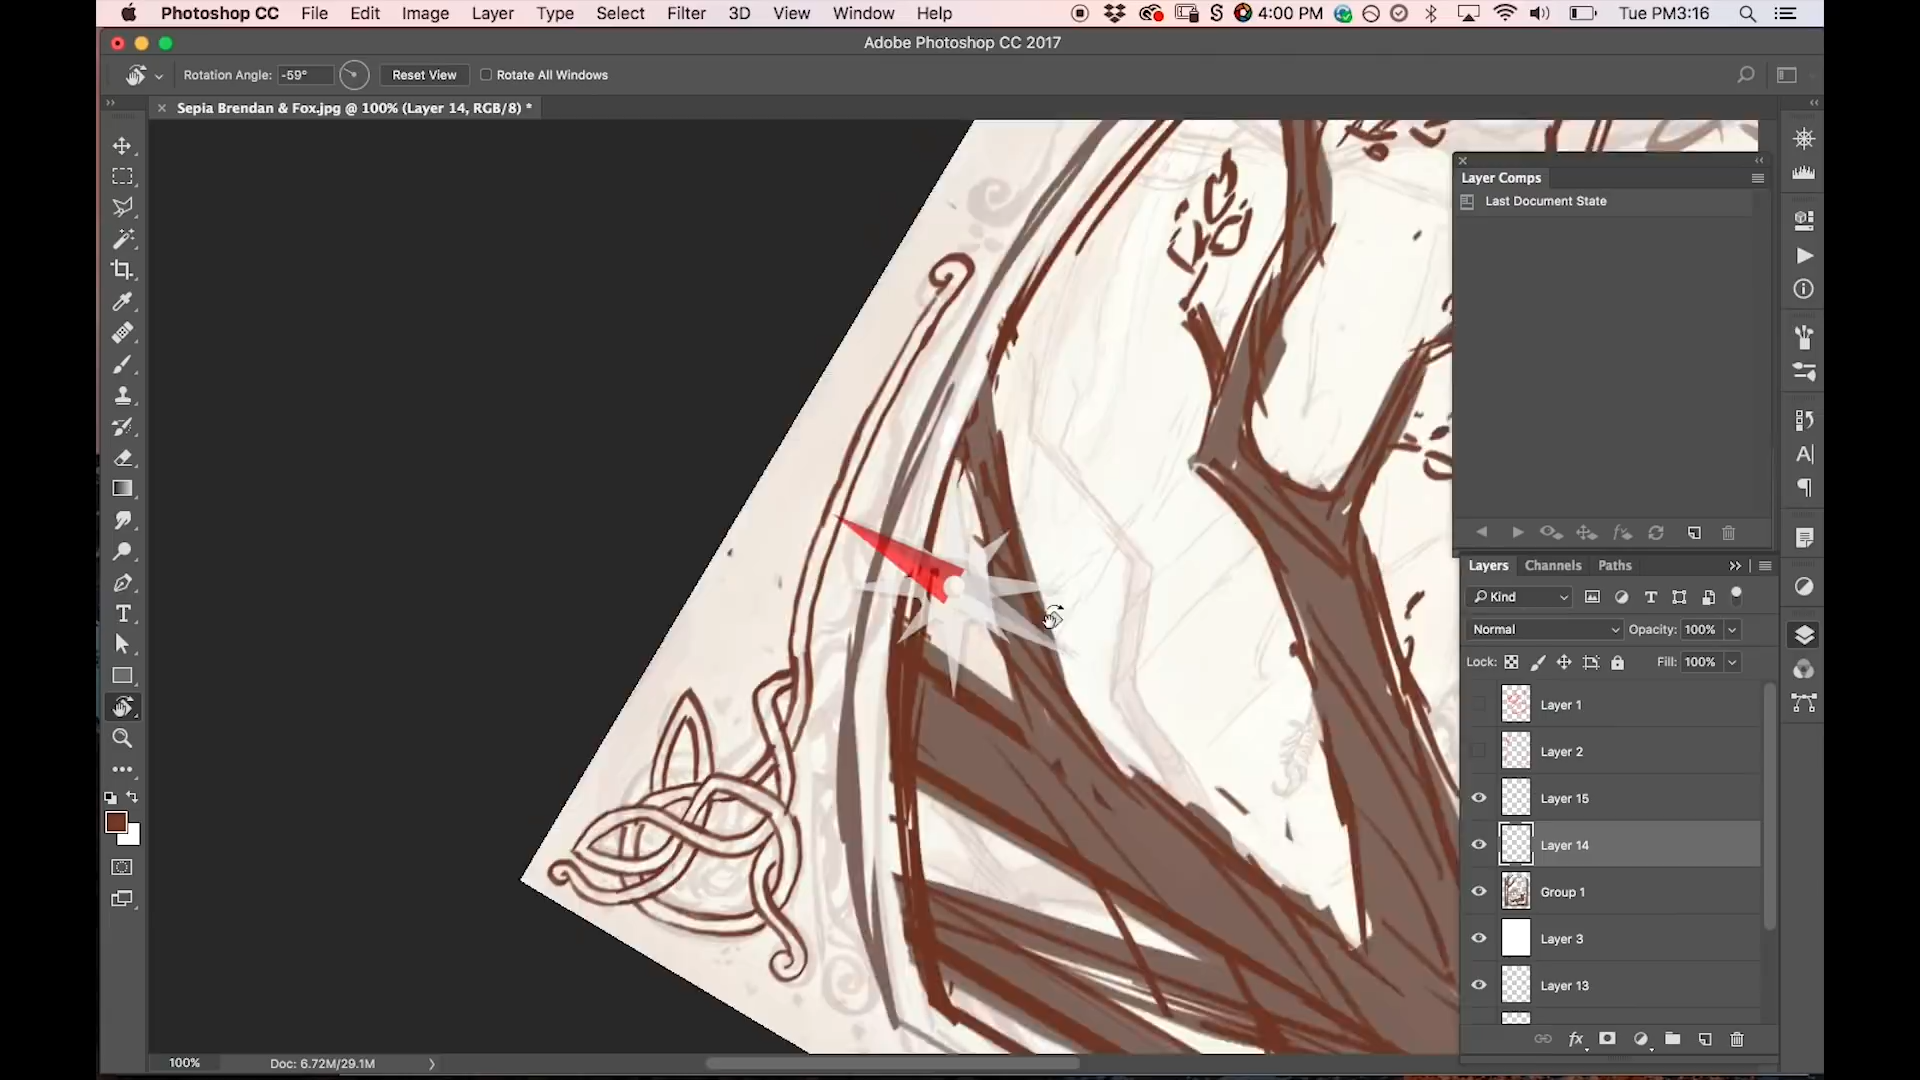 Photoshop CC File Edit Image Layer Type Select Filter 3D View Window Help 4:00 PM Tue PM3:16
Adobe Photoshop CC 2017
Rotation Angle: -59° Reset View Rotate All Windows
Sepia Brendan & Fox.jpg @ 100% (Layer 14, RGB/8) *
Layer Comps
Last Document State
Layers Channels Paths
Kind
Normal Opacity: 100%
Lock: Fill: 100%
Layer 1
Layer 2
Layer 15
Layer 14
Group 1
Layer 3
Layer 13
100% Doc: 6.72M/29.1M